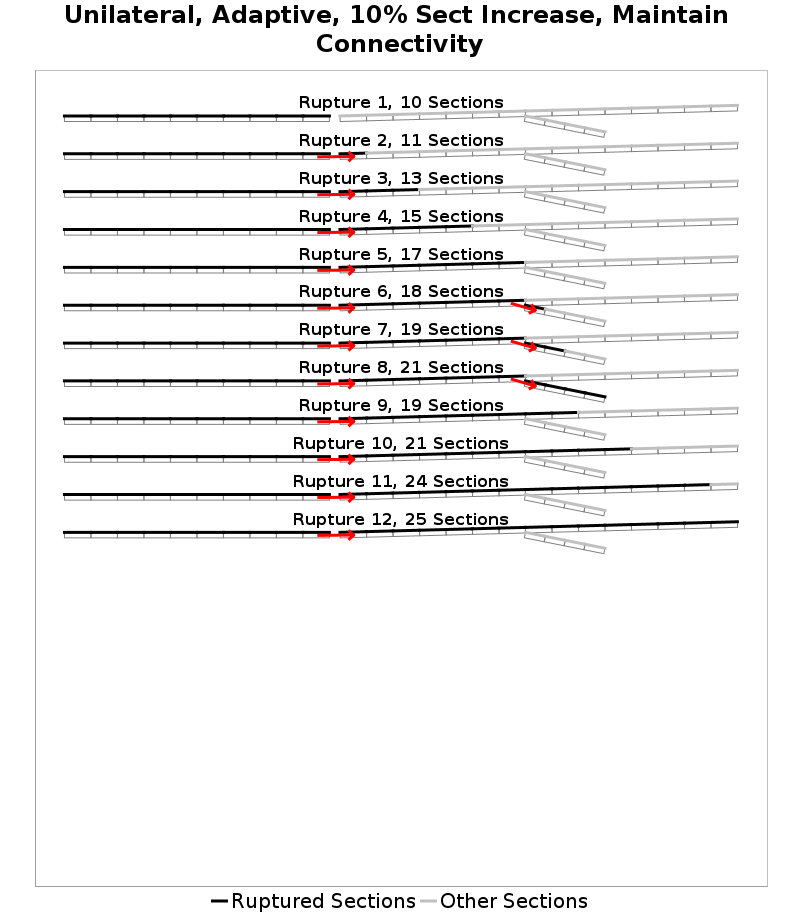 Unilateral, Adaptive, 10% Sect Increase, Maintain
Connectivity
Rupture 1, 10 Sections
Rupture 2, 11 Sections
Rupture 3, 13 Sections
Rupture 4, 15 Sections
Rupture 5, 17 Sections
Rupture 6, 18 Sections
Rupture 7, 19 Sections
Rupture 8, 21 Sections
Rupture 9, 19 Sections
Rupture 10, 21 Sections
Rupture 11, 24 Sections
Rupture 12, 25 Sections
Ruptured Sections Other Sections